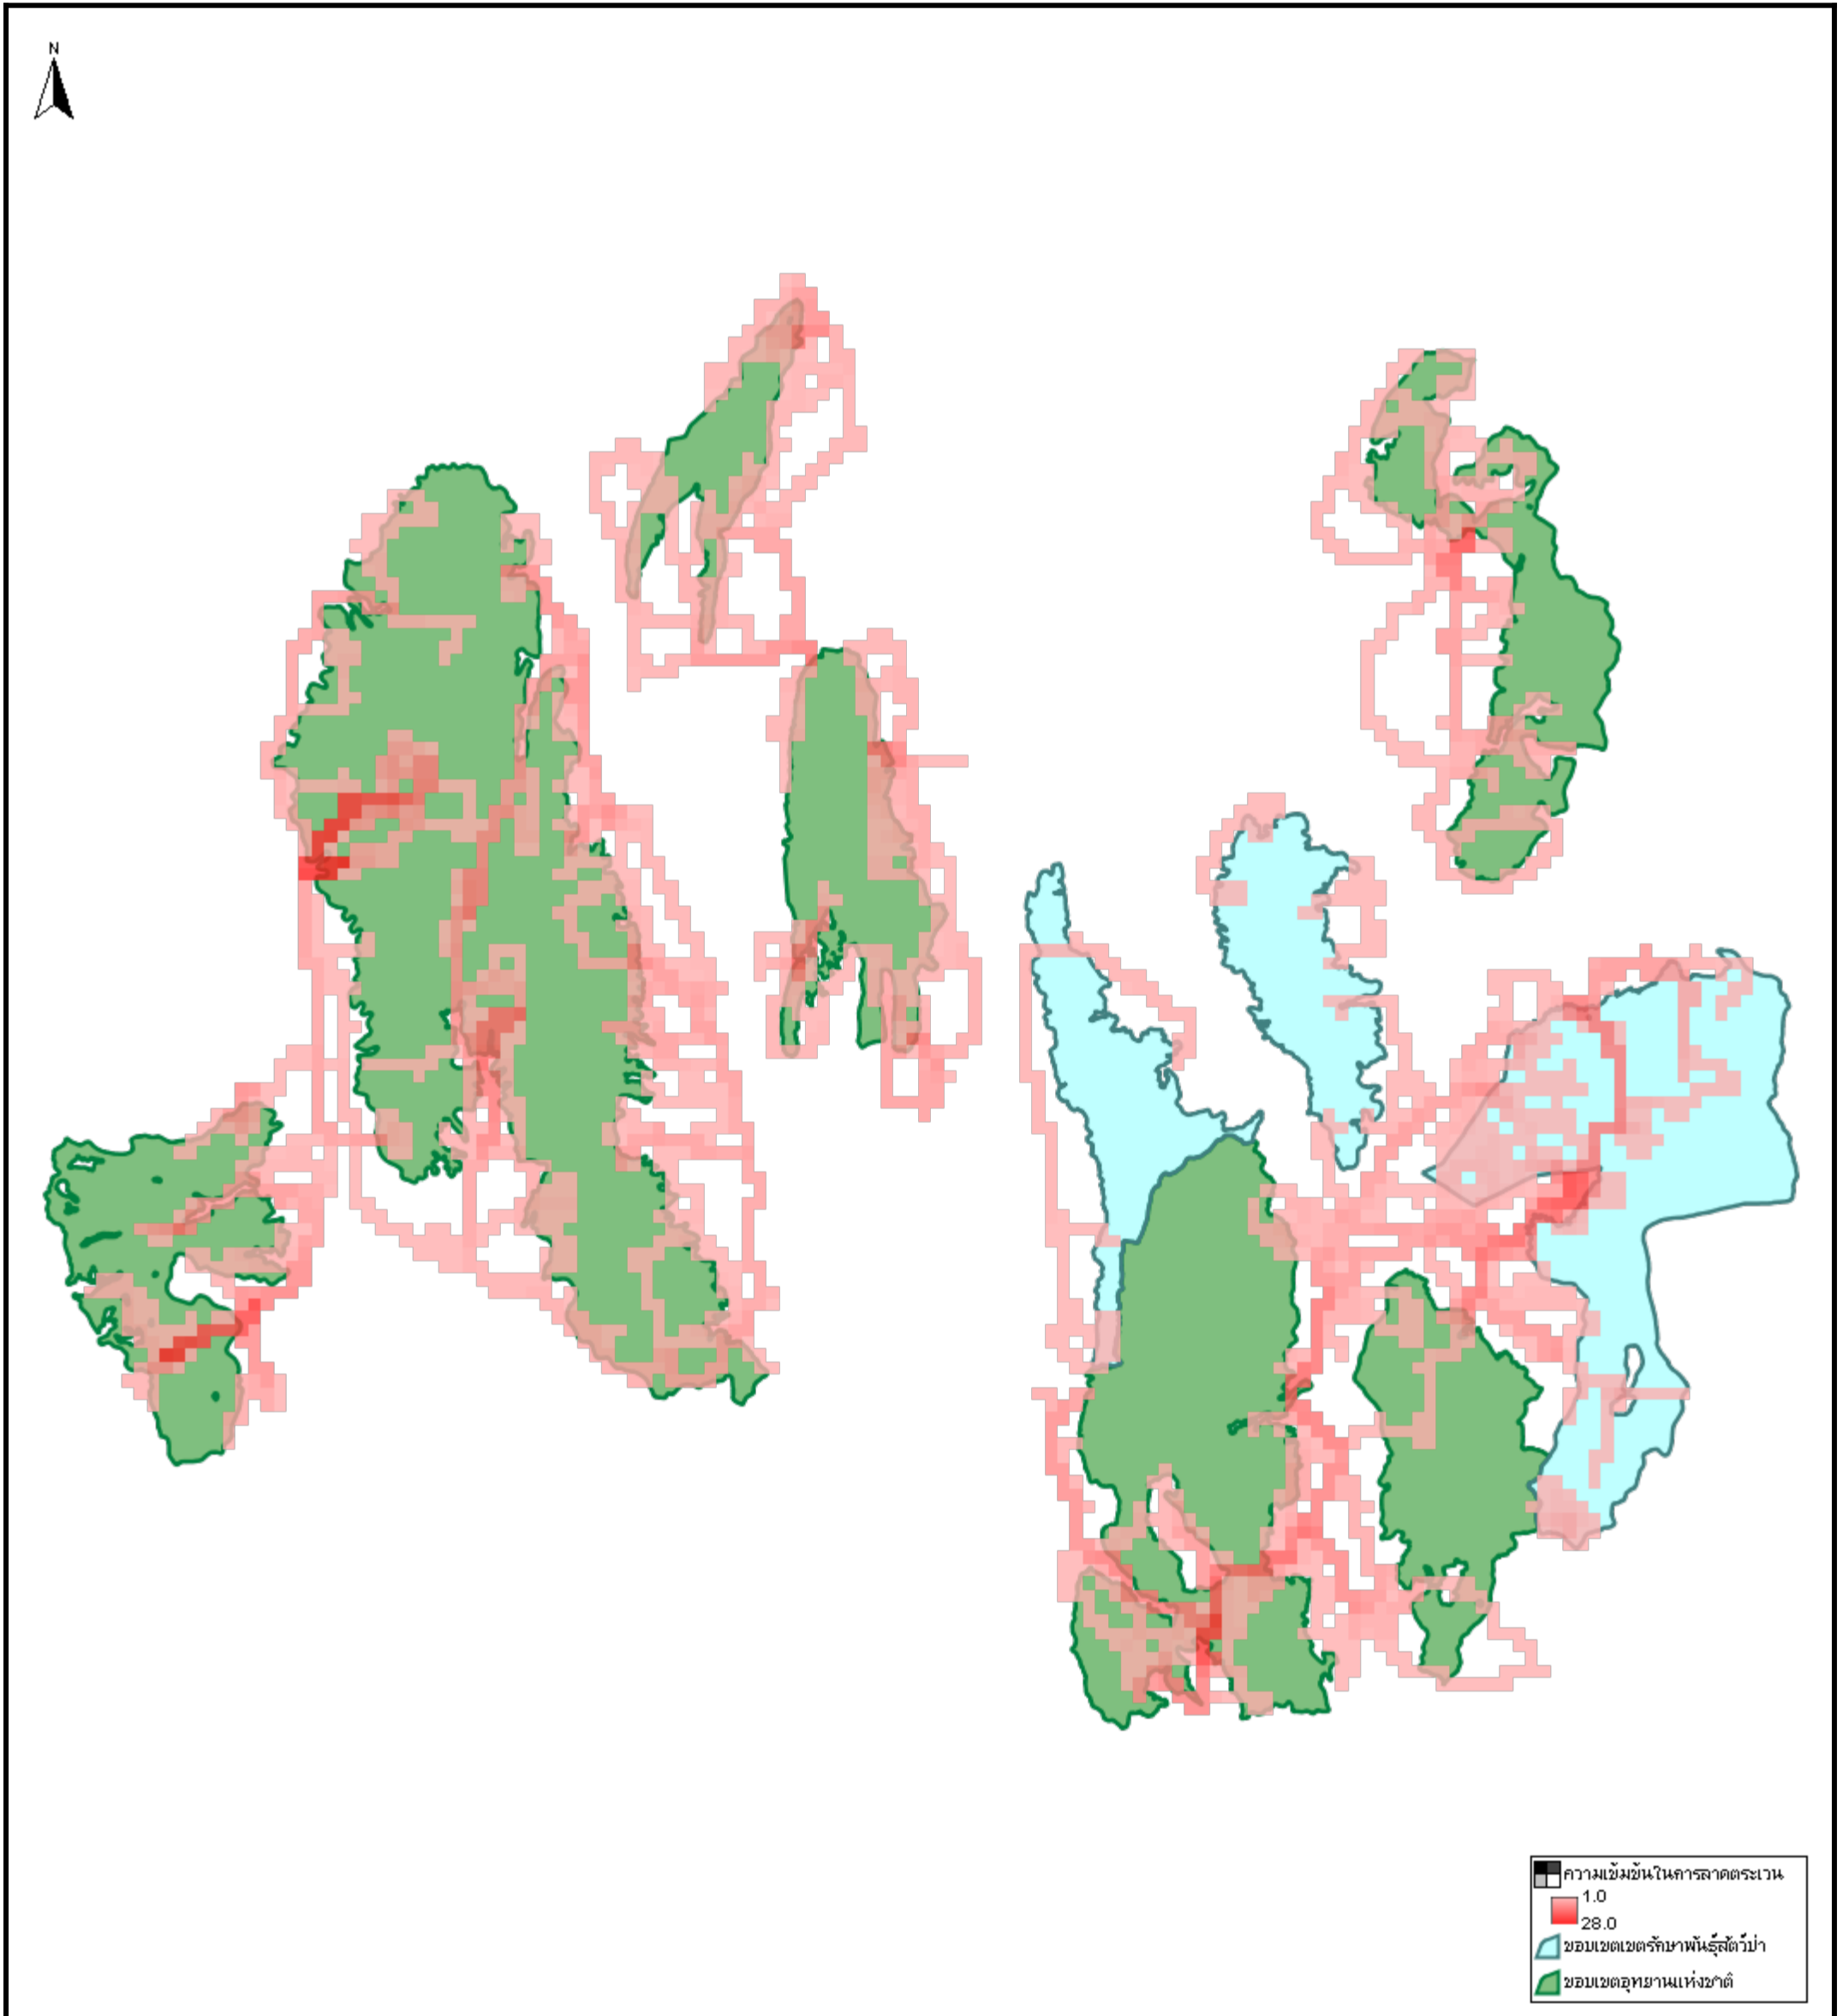 N
ความเข้มข้นในการลาดตระเวน
1.0
28.0
ขอบเขตเขตรักษาพันธุ์สัตว์ป่า
ขอบเขตอุทยานแห่งชาติ